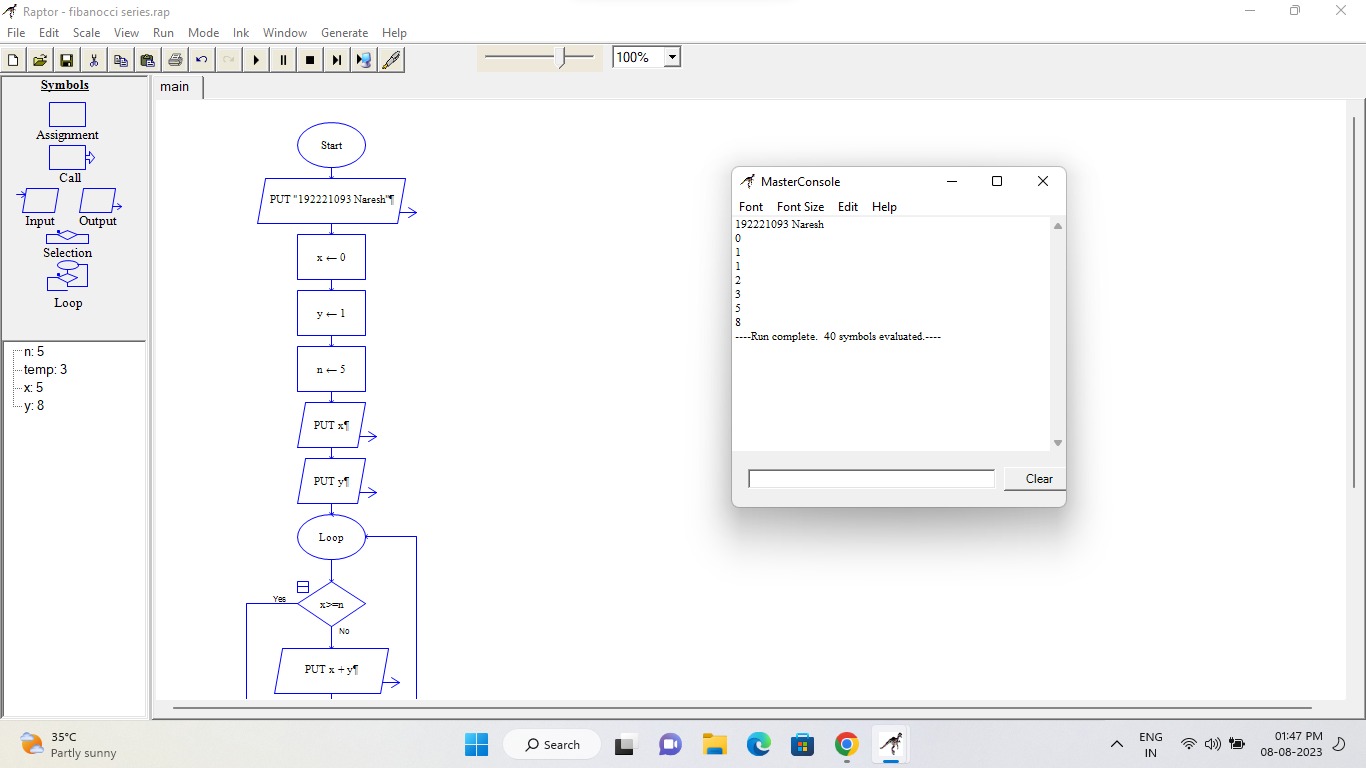 Raptor - fibanocci series.rap
File Edit Scale View Run Mode Ink Window Generate Help
100%
Symbols
main
Assignment
Call
Input Output
Selection
Loop
n: 5
temp: 3
x: 5
y: 8
Start
PUT "192221093 Naresh"¶
x ← 0
y ← 1
n ← 5
PUT x¶
PUT y¶
Loop
Yes
x>=n
No
PUT x + y¶
MasterConsole
Font Font Size Edit Help
192221093 Naresh
0
1
1
2
3
5
8
----Run complete.  40 symbols evaluated.----
Clear
35°C
Partly sunny
Search
ENG
IN
01:47 PM
08-08-2023